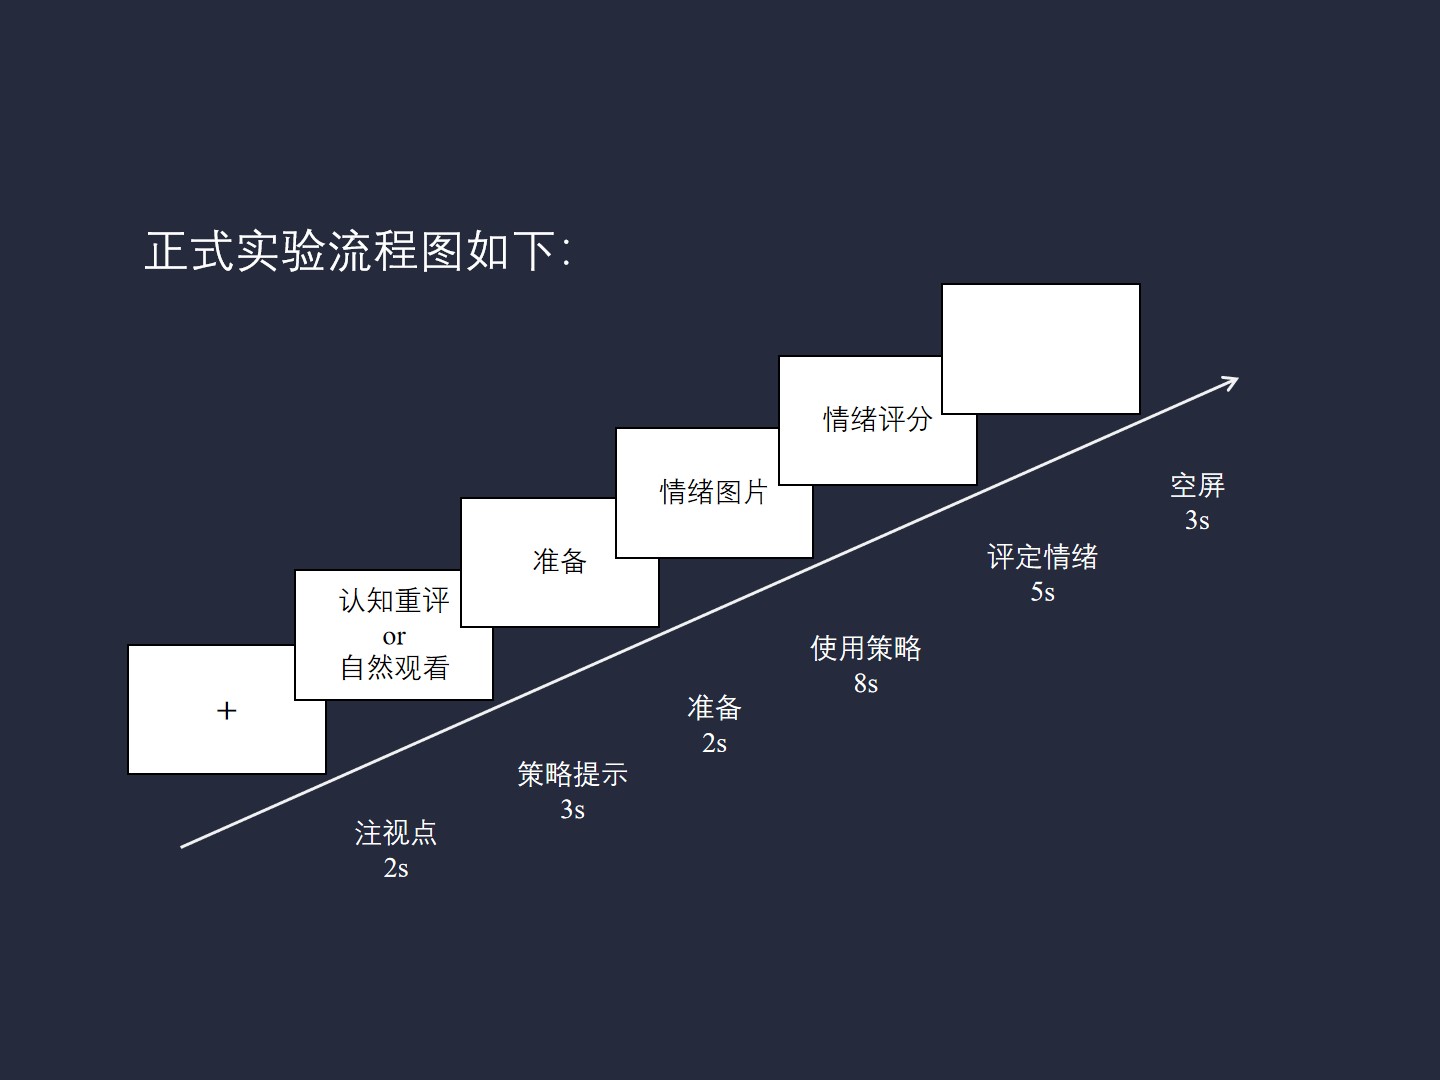 正式实验流程图如下：
+
认知重评
or
自然观看
准备
情绪图片
情绪评分
注视点
2s
策略提示
3s
准备
2s
使用策略
8s
评定情绪
5s
空屏
3s